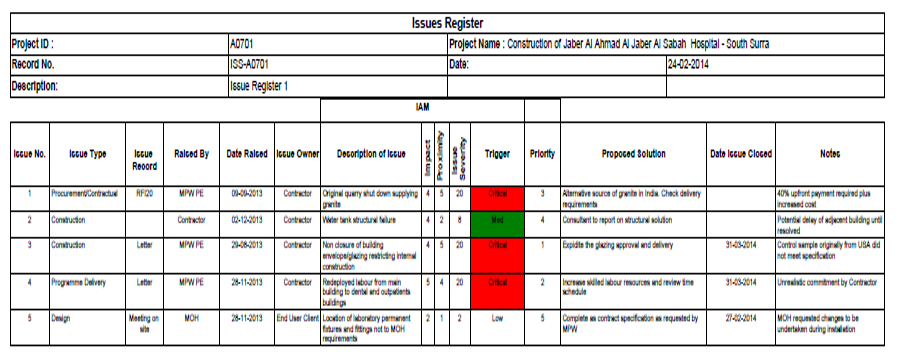 Issues Register
Project ID : A0701 Project Name : Construction of Jaber Al Ahmad Al Jaber Al Sabah Hospital - South Surra
Record No. ISS-A0701 Date: 24-02-2014
Description: Issue Register 1
IAM
Issue No. Issue Type Issue Record Raised By Date Raised Issue Owner Description of Issue Impact Proximity Issue Severity Trigger Priority Proposed Solution Date Issue Closed Notes
1 Procurement/Contractual RFI20 MPW PE 09-09-2013 Contractor Original quarry shut down supplying granite 4 5 20 Critical 3 Alternative source of granite in India. Check delivery requirements 40% upfront payment required plus increased cost
2 Construction Contractor 02-12-2013 Contractor Water tank structural failure 4 2 8 Med 4 Consultant to report on structural solution Potential delay of adjacent building until resolved
3 Construction Letter MPW PE 29-08-2013 Contractor Non closure of building envelope/glazing restricting internal construction 4 5 20 Critical 1 Expidite the glazing approval and delivery 31-03-2014 Control sample originally from USA did not meet specification
4 Programme Delivery Letter MPW PE 28-11-2013 Contractor Redeployed labour from main building to dental and outpatients buildings 5 4 20 Critical 2 Increase skilled labour resources and review time schedule 31-03-2014 Unrealistic commitment by Contractor
5 Design Meeting on site MOH 28-11-2013 End User Client Location of laboratory permanent fixtures and fittings not to MOH requirements 2 1 2 Low 5 Complete as contract specification as requested by MPW 27-02-2014 MOH requested changes to be undertaken during installation